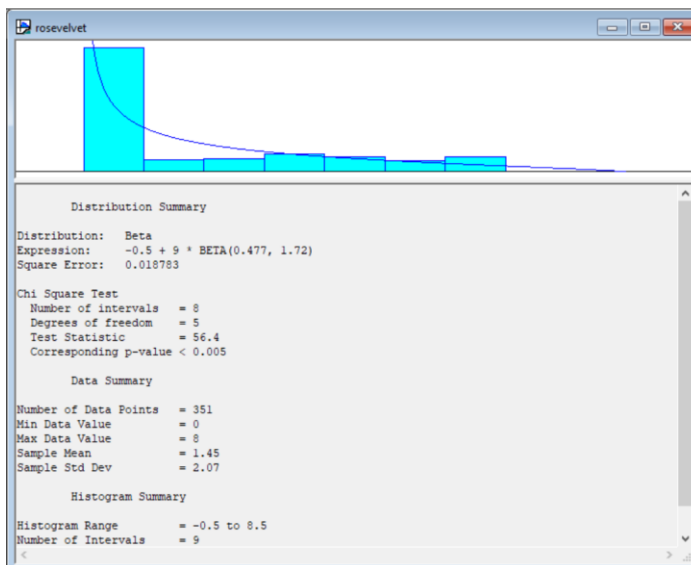 rosevelvet
Distribution Summary
Distribution: Beta
Expression: -0.5 + 9 * BETA(0.477, 1.72)
Square Error: 0.018783
Chi Square Test
Number of intervals = 8
Degrees of freedom = 5
Test Statistic = 56.4
Corresponding p-value < 0.005
Data Summary
Number of Data Points = 351
Min Data Value = 0
Max Data Value = 8
Sample Mean = 1.45
Sample Std Dev = 2.07
Histogram Summary
Histogram Range = -0.5 to 8.5
Number of Intervals = 9